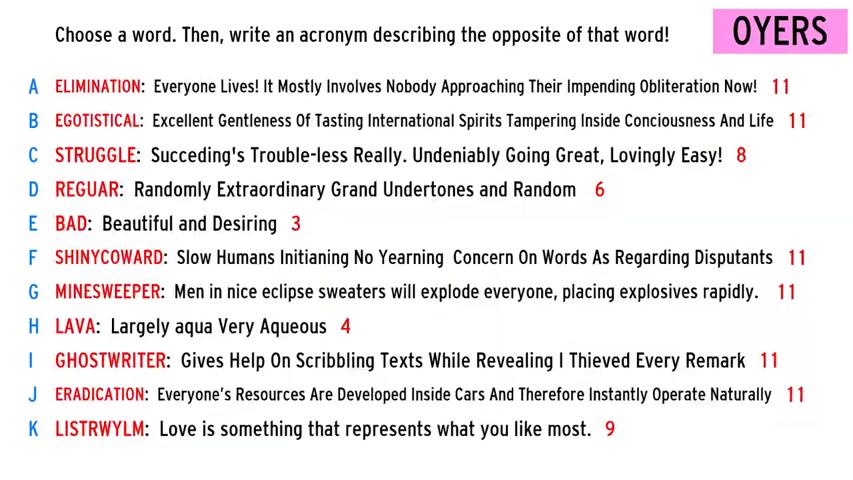 Choose a word. Then, write an acronym describing the opposite of that word!
OYERS
A ELIMINATION: Everyone Lives! It Mostly Involves Nobody Approaching Their Impending Obliteration Now! 11
B EGOTISTICAL: Excellent Gentleness Of Tasting International Spirits Tampering Inside Conciousness And Life 11
C STRUGGLE: Succeding's Trouble-less Really. Undeniably Going Great, Lovingly Easy! 8
D REGUAR: Randomly Extraordinary Grand Undertones and Random 6
E BAD: Beautiful and Desiring 3
F SHINYCOWARD: Slow Humans Initianing No Yearning Concern On Words As Regarding Disputants 11
G MINESWEEPER: Men in nice eclipse sweaters will explode everyone, placing explosives rapidly. 11
H LAVA: Largely aqua Very Aqueous 4
I GHOSTWRITER: Gives Help On Scribbling Texts While Revealing I Thieved Every Remark 11
J ERADICATION: Everyone's Resources Are Developed Inside Cars And Therefore Instantly Operate Naturally 11
K LISTRWYLM: Love is something that represents what you like most. 9